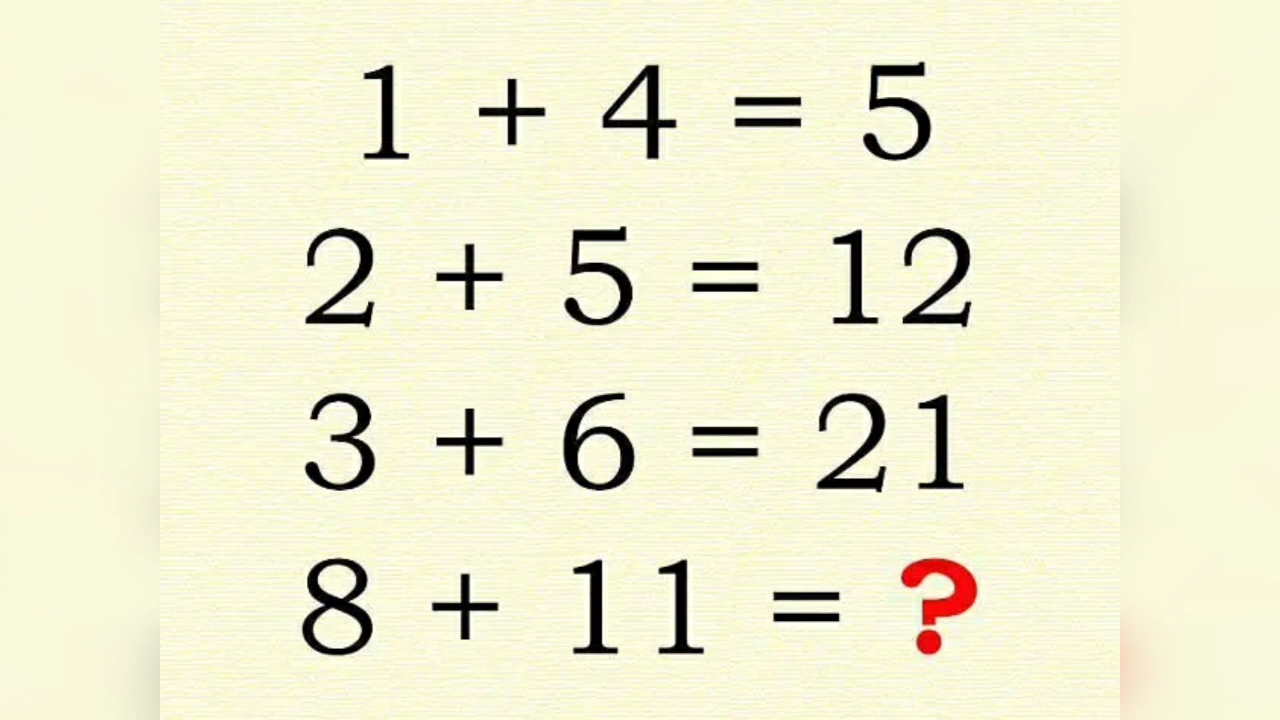 1 + 4 = 5
2 + 5 = 12
3 + 6 = 21
8 + 11 = ?